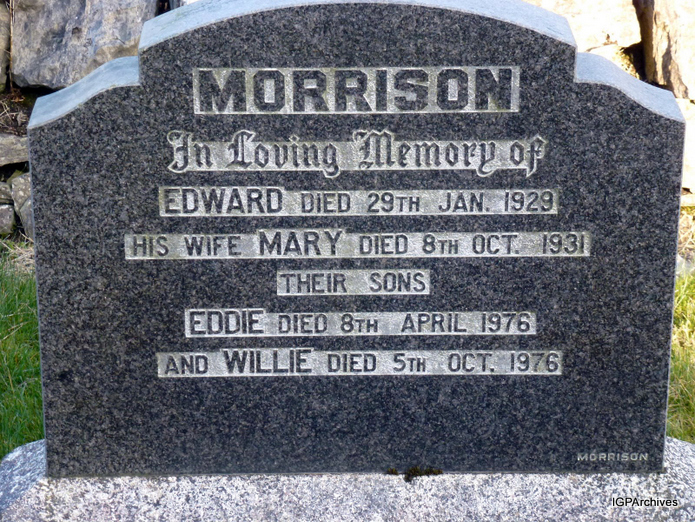 MORRISON
In Loving Memory of
EDWARD DIED 29TH JAN. 1929
HIS WIFE MARY DIED 8TH OCT. 1931
THEIR SONS
EDDIE DIED 8TH APRIL 1976
AND WILLIE DIED 5TH OCT. 1976
MORRISON
IGPArchives